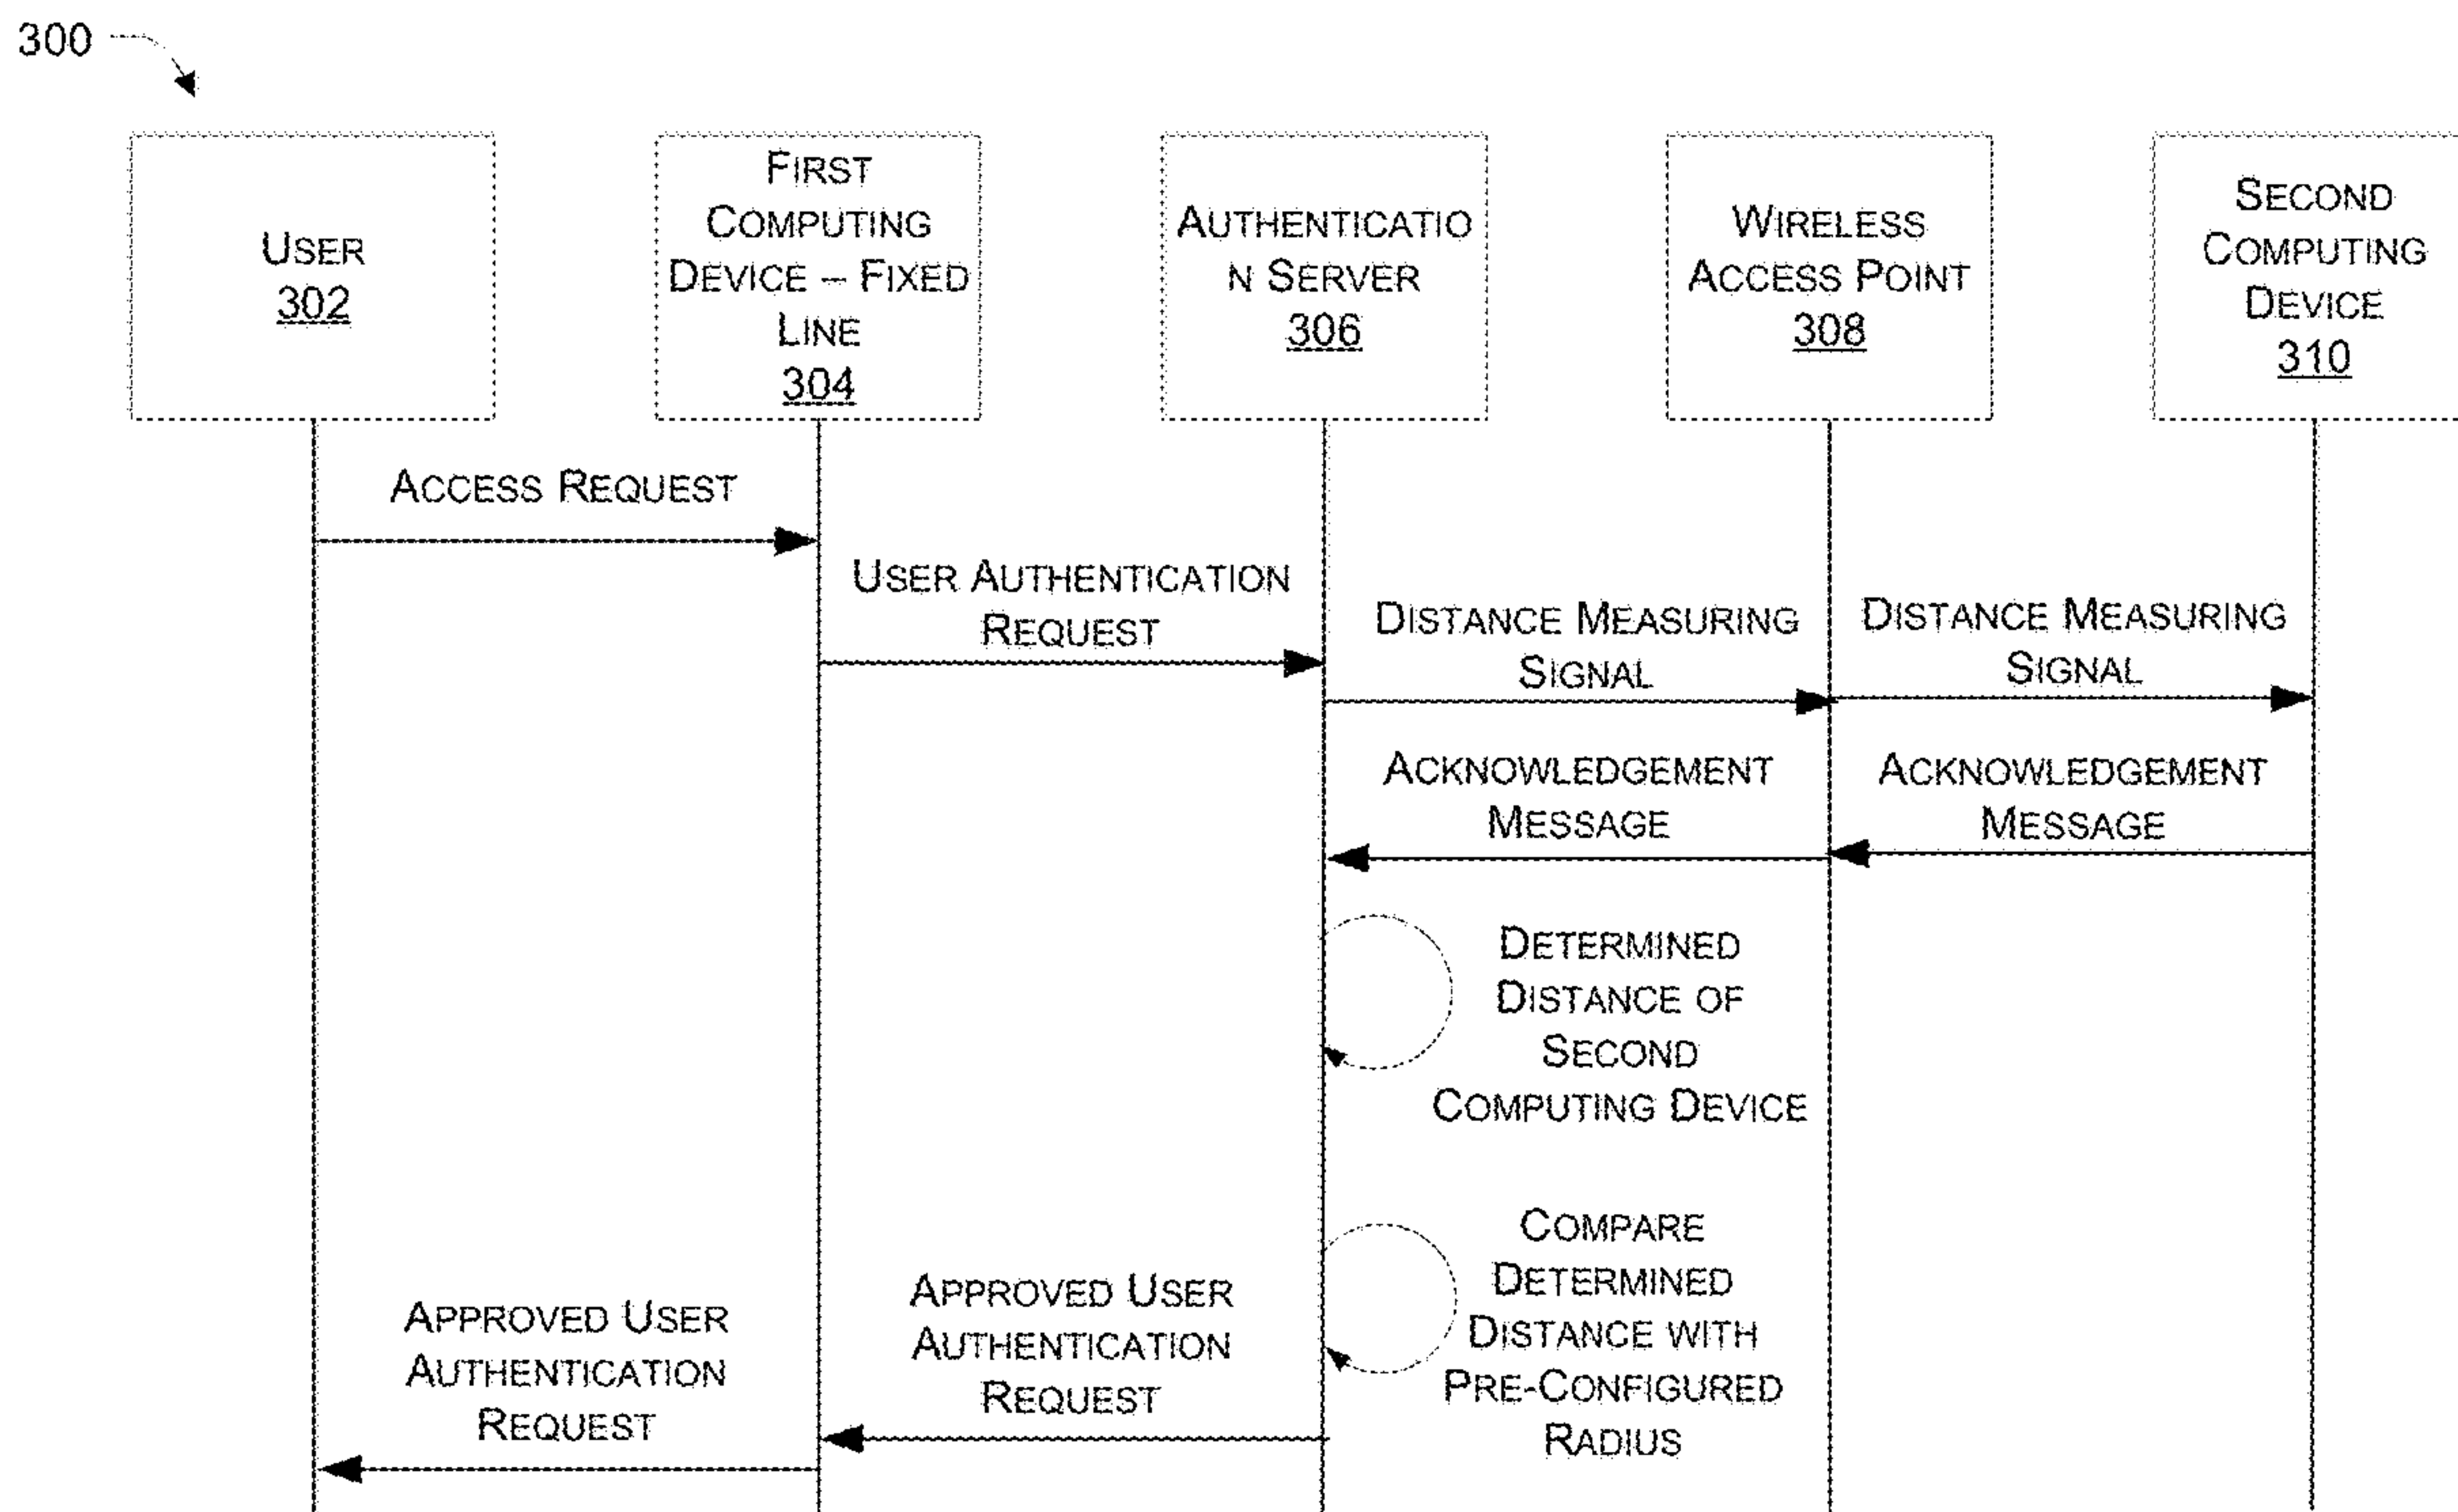 300
USER
302
FIRST
COMPUTING
DEVICE – FIXED
LINE
304
AUTHENTICATIO
N SERVER
306
WIRELESS
ACCESS POINT
308
SECOND
COMPUTING
DEVICE
310
ACCESS REQUEST
USER AUTHENTICATION
REQUEST
DISTANCE MEASURING
SIGNAL
DISTANCE MEASURING
SIGNAL
ACKNOWLEDGEMENT
MESSAGE
ACKNOWLEDGEMENT
MESSAGE
DETERMINED
DISTANCE OF
SECOND
COMPUTING DEVICE
COMPARE
DETERMINED
DISTANCE WITH
PRE-CONFIGURED
RADIUS
APPROVED USER
AUTHENTICATION
REQUEST
APPROVED USER
AUTHENTICATION
REQUEST